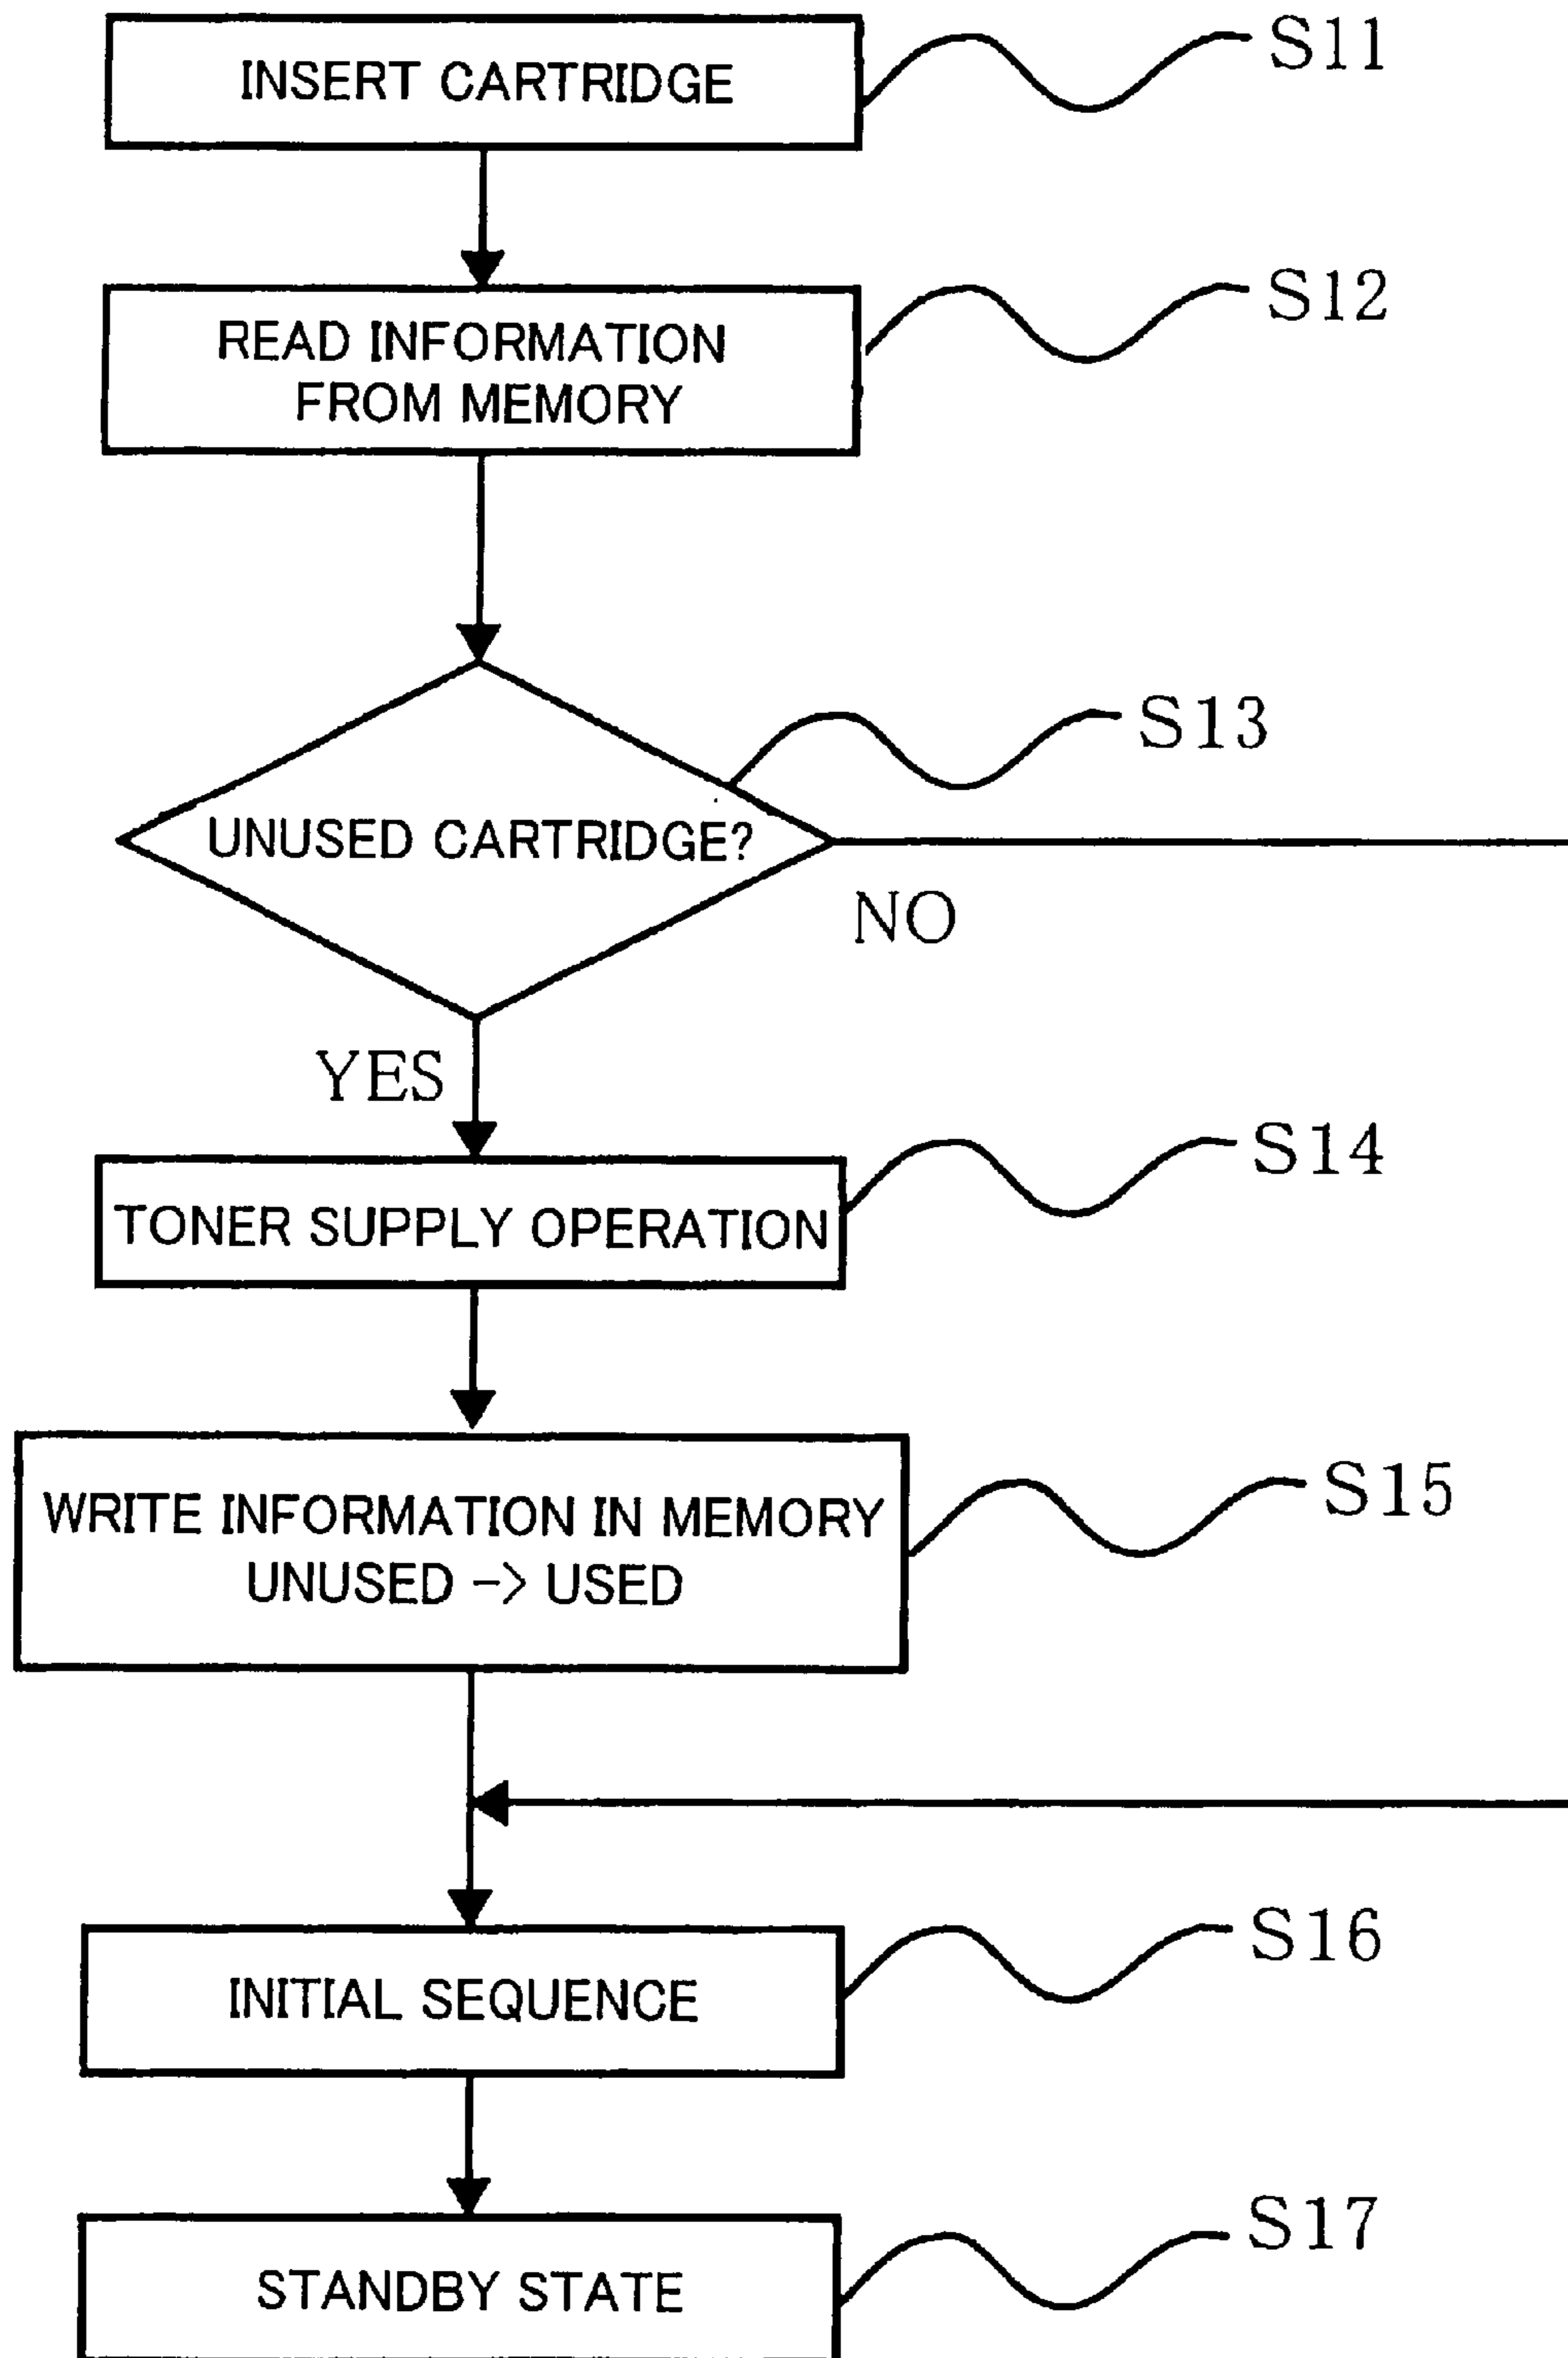 INSERT CARTRIDGE
S11
READ INFORMATION
FROM MEMORY
S12
UNUSED CARTRIDGE?
S13
NO
YES
TONER SUPPLY OPERATION
S14
WRITE INFORMATION IN MEMORY
UNUSED -> USED
S15
INITIAL SEQUENCE
S16
STANDBY STATE
S17